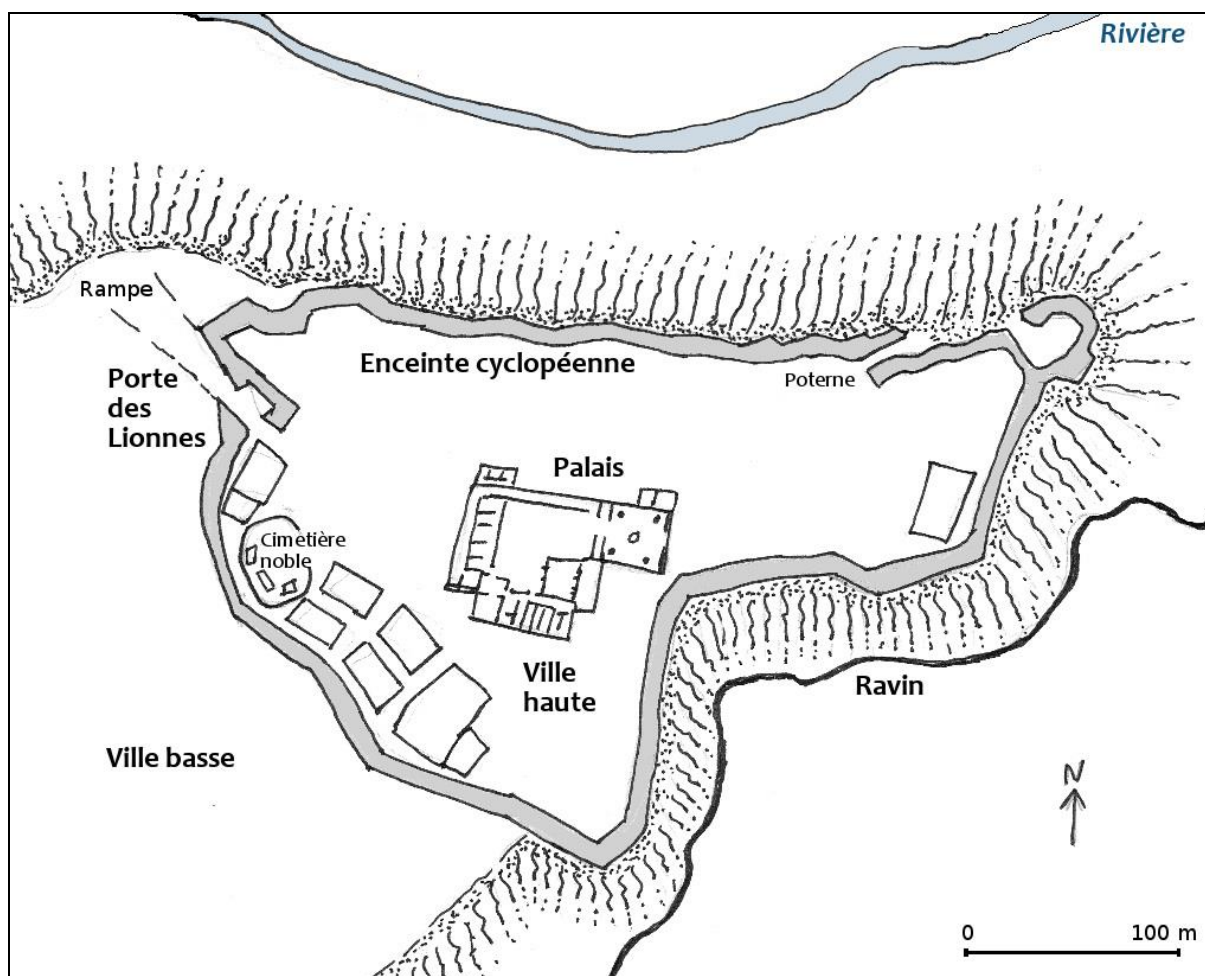 Rivière
Rampe
Porte
des
Lionnes
Enceinte cyclopéenne
Poterne
Palais
Cimetière
noble
Ville
haute
Ravin
Ville basse
N
0 100 m